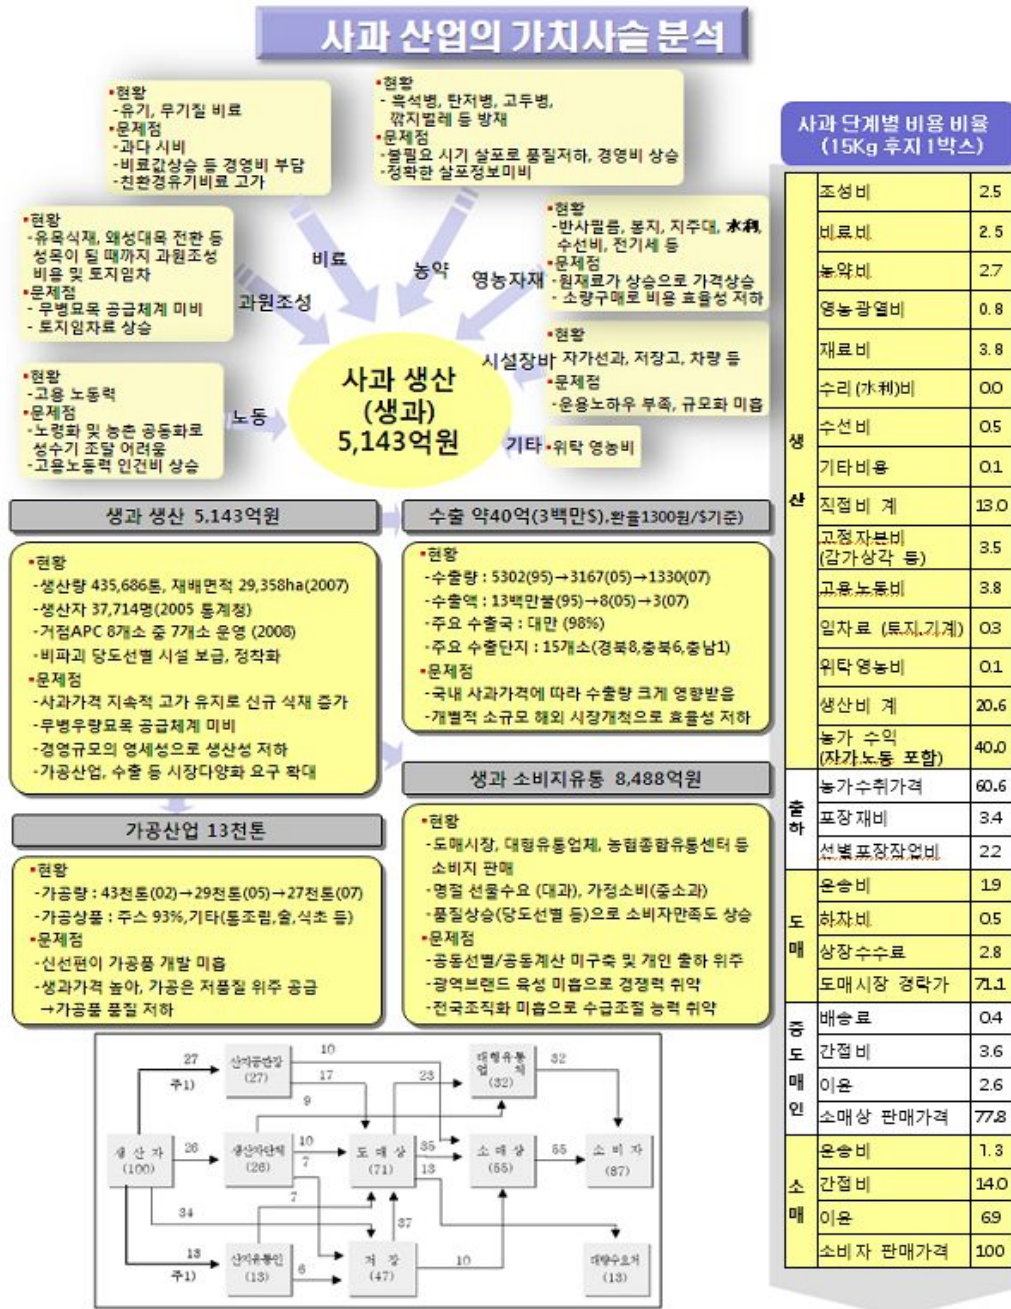 사과 산업의 가치사슬 분석
▪현황
-유기, 무기질 비료
▪문제점
-과다 시비
-비료값상승 등 경영비 부담
-친환경유기비료 고가
▪현황
- 흑석병, 탄저병, 고두병,
깎지벌레 등 방재
▪문제점
-불필요 시기 살포로 품질저하, 경영비 상승
-정확한 살포정보미비
▪현황
-유목식재, 왜성대목 전환 등
성목이 될 때까지 과원조성
비용 및 토지임차
▪문제점
- 무병묘목 공급체계 미비
- 토지임차료 상승
▪현황
-반사필름, 봉지, 지주대, 水利,
수선비, 전기세 등
▪문제점
-원재료가 상승으로 가격상승
- 소량구매로 비용 효율성 저하
비료
농약
영농자재
과원조성
▪현황
-고용 노동력
▪문제점
-노령화 및 농촌 공동화로
성수기 조달 어려움
-고용노동력 인건비 상승
노동
사과 생산
(생과)
5,143억원
시설장비
▪현황
자가선과, 저장고, 차량 등
▪문제점
-운용노하우 부족, 규모화 미흡
기타
▪위탁 영농비
생과 생산 5,143억원
▪현황
-생산량 435,686톤, 재배면적 29,358ha(2007)
-생산자 37,714명(2005 통계청)
-거점APC 8개소 중 7개소 운영 (2008)
-비파괴 당도선별 시설 보급, 정착화
▪문제점
-사과가격 지속적 고가 유지로 신규 식재 증가
-무병우량묘목 공급체계 미비
-경영규모의 영세성으로 생산성 저하
-가공산업, 수출 등 시장다양화 요구 확대
수출 약40억(3백만$),환율1300원/$기준)
▪현황
-수출량 : 5302(95)→3167(05)→1330(07)
-수출액 : 13백만불(95)→8(05)→3(07)
-주요 수출국 : 대만 (98%)
-주요 수출단지 : 15개소(경북8,충북6,충남1)
▪문제점
-국내 사과가격에 따라 수출량 크게 영향받음
-개별적 소규모 해외 시장개척으로 효율성 저하
가공산업 13천톤
▪현황
-가공량 : 43천톤(02)→29천톤(05)→27천톤(07)
-가공상품 : 주스 93%,기타(통조림,술,식초 등)
▪문제점
-신선편이 가공품 개발 미흡
-생과가격 높아, 가공은 저품질 위주 공급
→가공품 품질 저하
생과 소비지유통 8,488억원
▪현황
-도매시장, 대형유통업체, 농협종합유통센터 등
소비지 판매
-명절 선물수요 (대과), 가정소비(중소과)
-품질상승(당도선별 등)으로 소비자만족도 상승
▪문제점
-공동선별/공동계산 미구축 및 개인 출하 위주
-광역브랜드 육성 미흡으로 경쟁력 취약
-전국조직화 미흡으로 수급조절 능력 취약
27
주1)
산지공판장
(27)
10
17
9
23
대형유통
업 체
(32)
32
생 산 자
(100)
26
생산자단체
(26)
10
7
도 매 상
(71)
35
13
소 매 상
(55)
55
소 비 자
(87)
7
34
37
13
주1)
산지유통인
(13)
6
저 장
(47)
10
대량수요처
(13)
사과 단계별 비용 비율
(15Kg 후지 1박스)
생 산
조성비 2.5
비료비 2.5
농약비 2.7
영농광열비 0.8
재료비 3.8
수리(水利)비 0.0
수선비 0.5
기타비용 0.1
직접비 계 13.0
고정자본비
(감가상각 등) 3.5
고용노동비 3.8
임차료 (토지,기계) 0.3
위탁영농비 0.1
생산비 계 20.6
농가 수익
(자가노동 포함) 40.0
출하
농가수취가격 60.6
포장재비 3.4
선별포장작업비 2.2
도매
운송비 1.9
하차비 0.5
상장수수료 2.8
도매시장 경락가 71.1
중도매인
배송료 0.4
간접비 3.6
이윤 2.6
소매상 판매가격 77.8
소매
운송비 1.3
간접비 14.0
이윤 6.9
소비자 판매가격 100